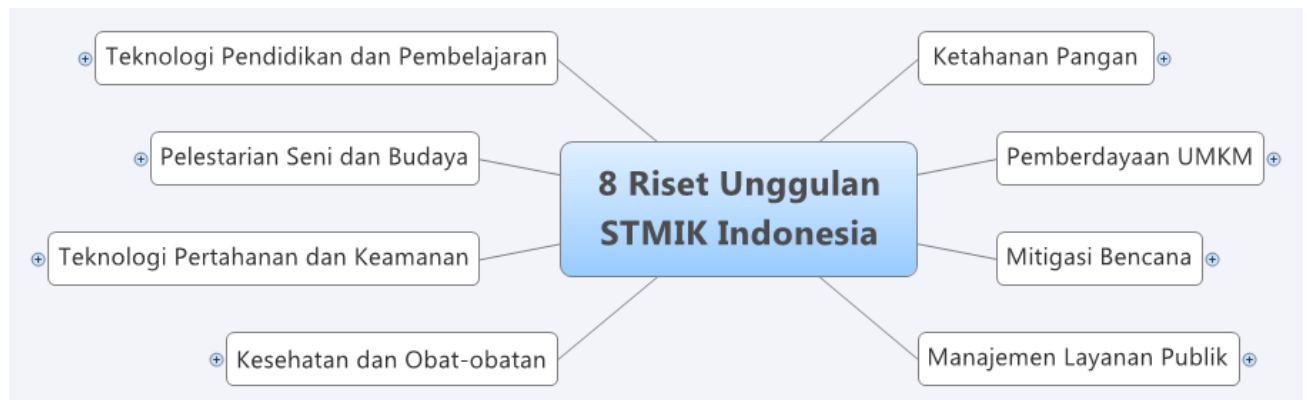 Teknologi Pendidikan dan Pembelajaran
Pelestarian Seni dan Budaya
Teknologi Pertahanan dan Keamanan
Kesehatan dan Obat-obatan
8 Riset Unggulan
STMIK Indonesia
Ketahanan Pangan
Pemberdayaan UMKM
Mitigasi Bencana
Manajemen Layanan Publik